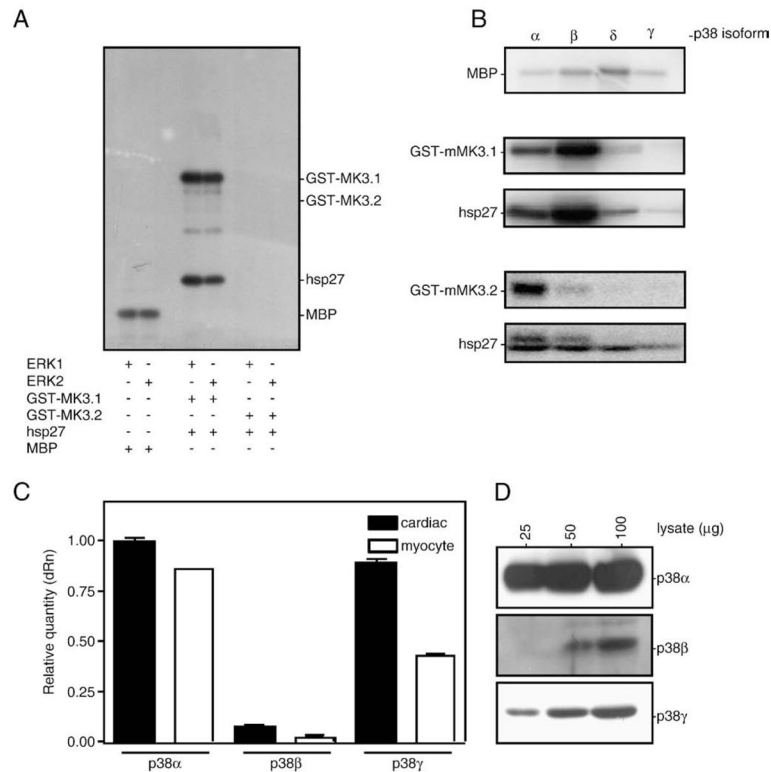 A
GST-MK3.1
GST-MK3.2
hsp27
MBP
ERK1 + - + - + -
ERK2 - + - + - +
GST-MK3.1 - - + + - -
GST-MK3.2 - - - - + +
hsp27 - - + + + +
MBP + + - - - -
B
α β δ γ -p38 isoform
MBP
GST-mMK3.1
hsp27
GST-mMK3.2
hsp27
C
Relative quantity (dRn)
1.00
0.75
0.50
0.25
0.00
cardiac
myocyte
p38α p38β p38γ
D
25 50 100 lysate (μg)
p38α
p38β
p38γ